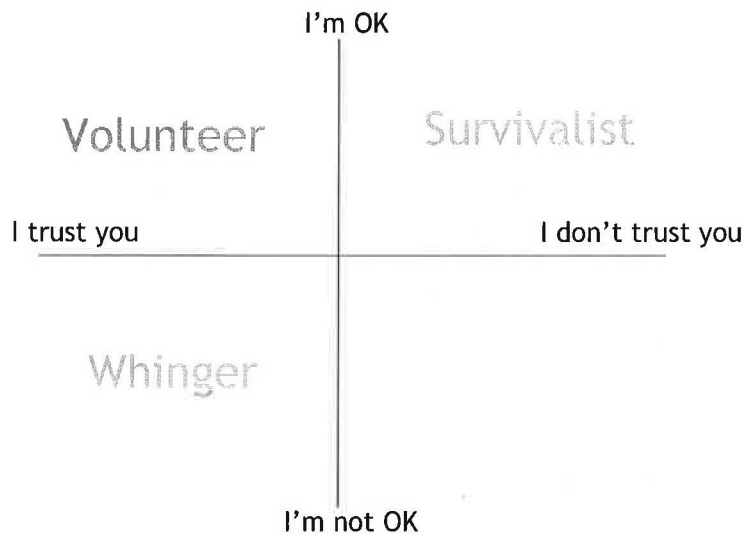 I'm OK
Volunteer
Survivalist
I trust you
I don't trust you
Whinger
I'm not OK